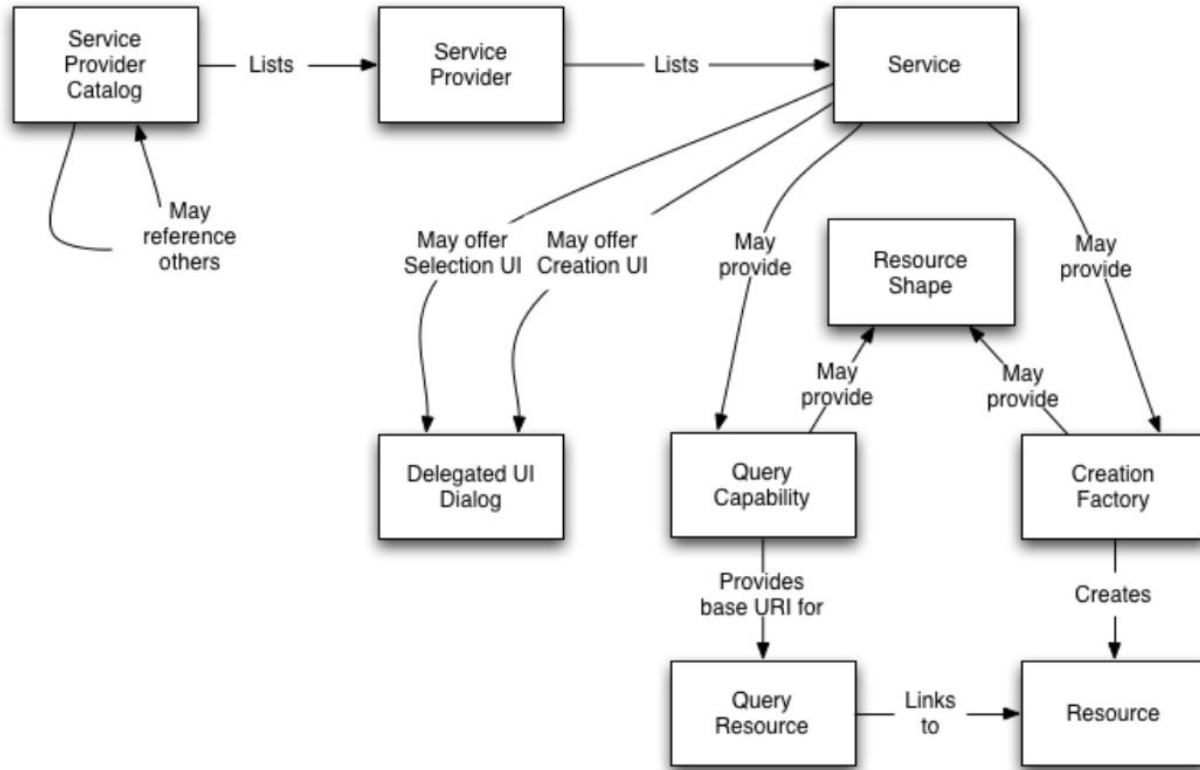 Service
Provider
Catalog
Lists
Service
Provider
Lists
Service
May
reference
others
May offer
Selection UI
May offer
Creation UI
May
provide
Resource
Shape
May
provide
May
provide
May
provide
Delegated UI
Dialog
Query
Capability
Creation
Factory
Provides
base URI for
Creates
Query
Resource
Links
to
Resource